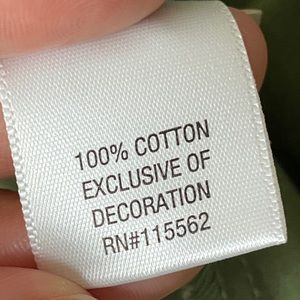 100% COTTON
EXCLUSIVE OF
DECORATION
RN#115562